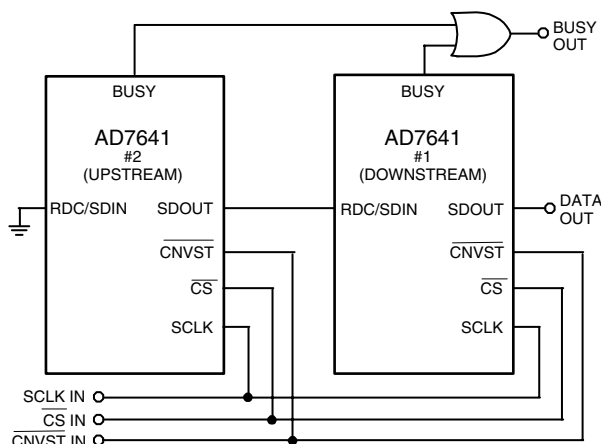 BUSY
OUT
BUSY
BUSY
AD7641
#2
(UPSTREAM)
AD7641
#1
(DOWNSTREAM)
RDC/SDIN SDOUT
RDC/SDIN SDOUT
DATA
OUT
CNVST
CNVST
CS
CS
SCLK
SCLK
SCLK IN
CS IN
CNVST IN